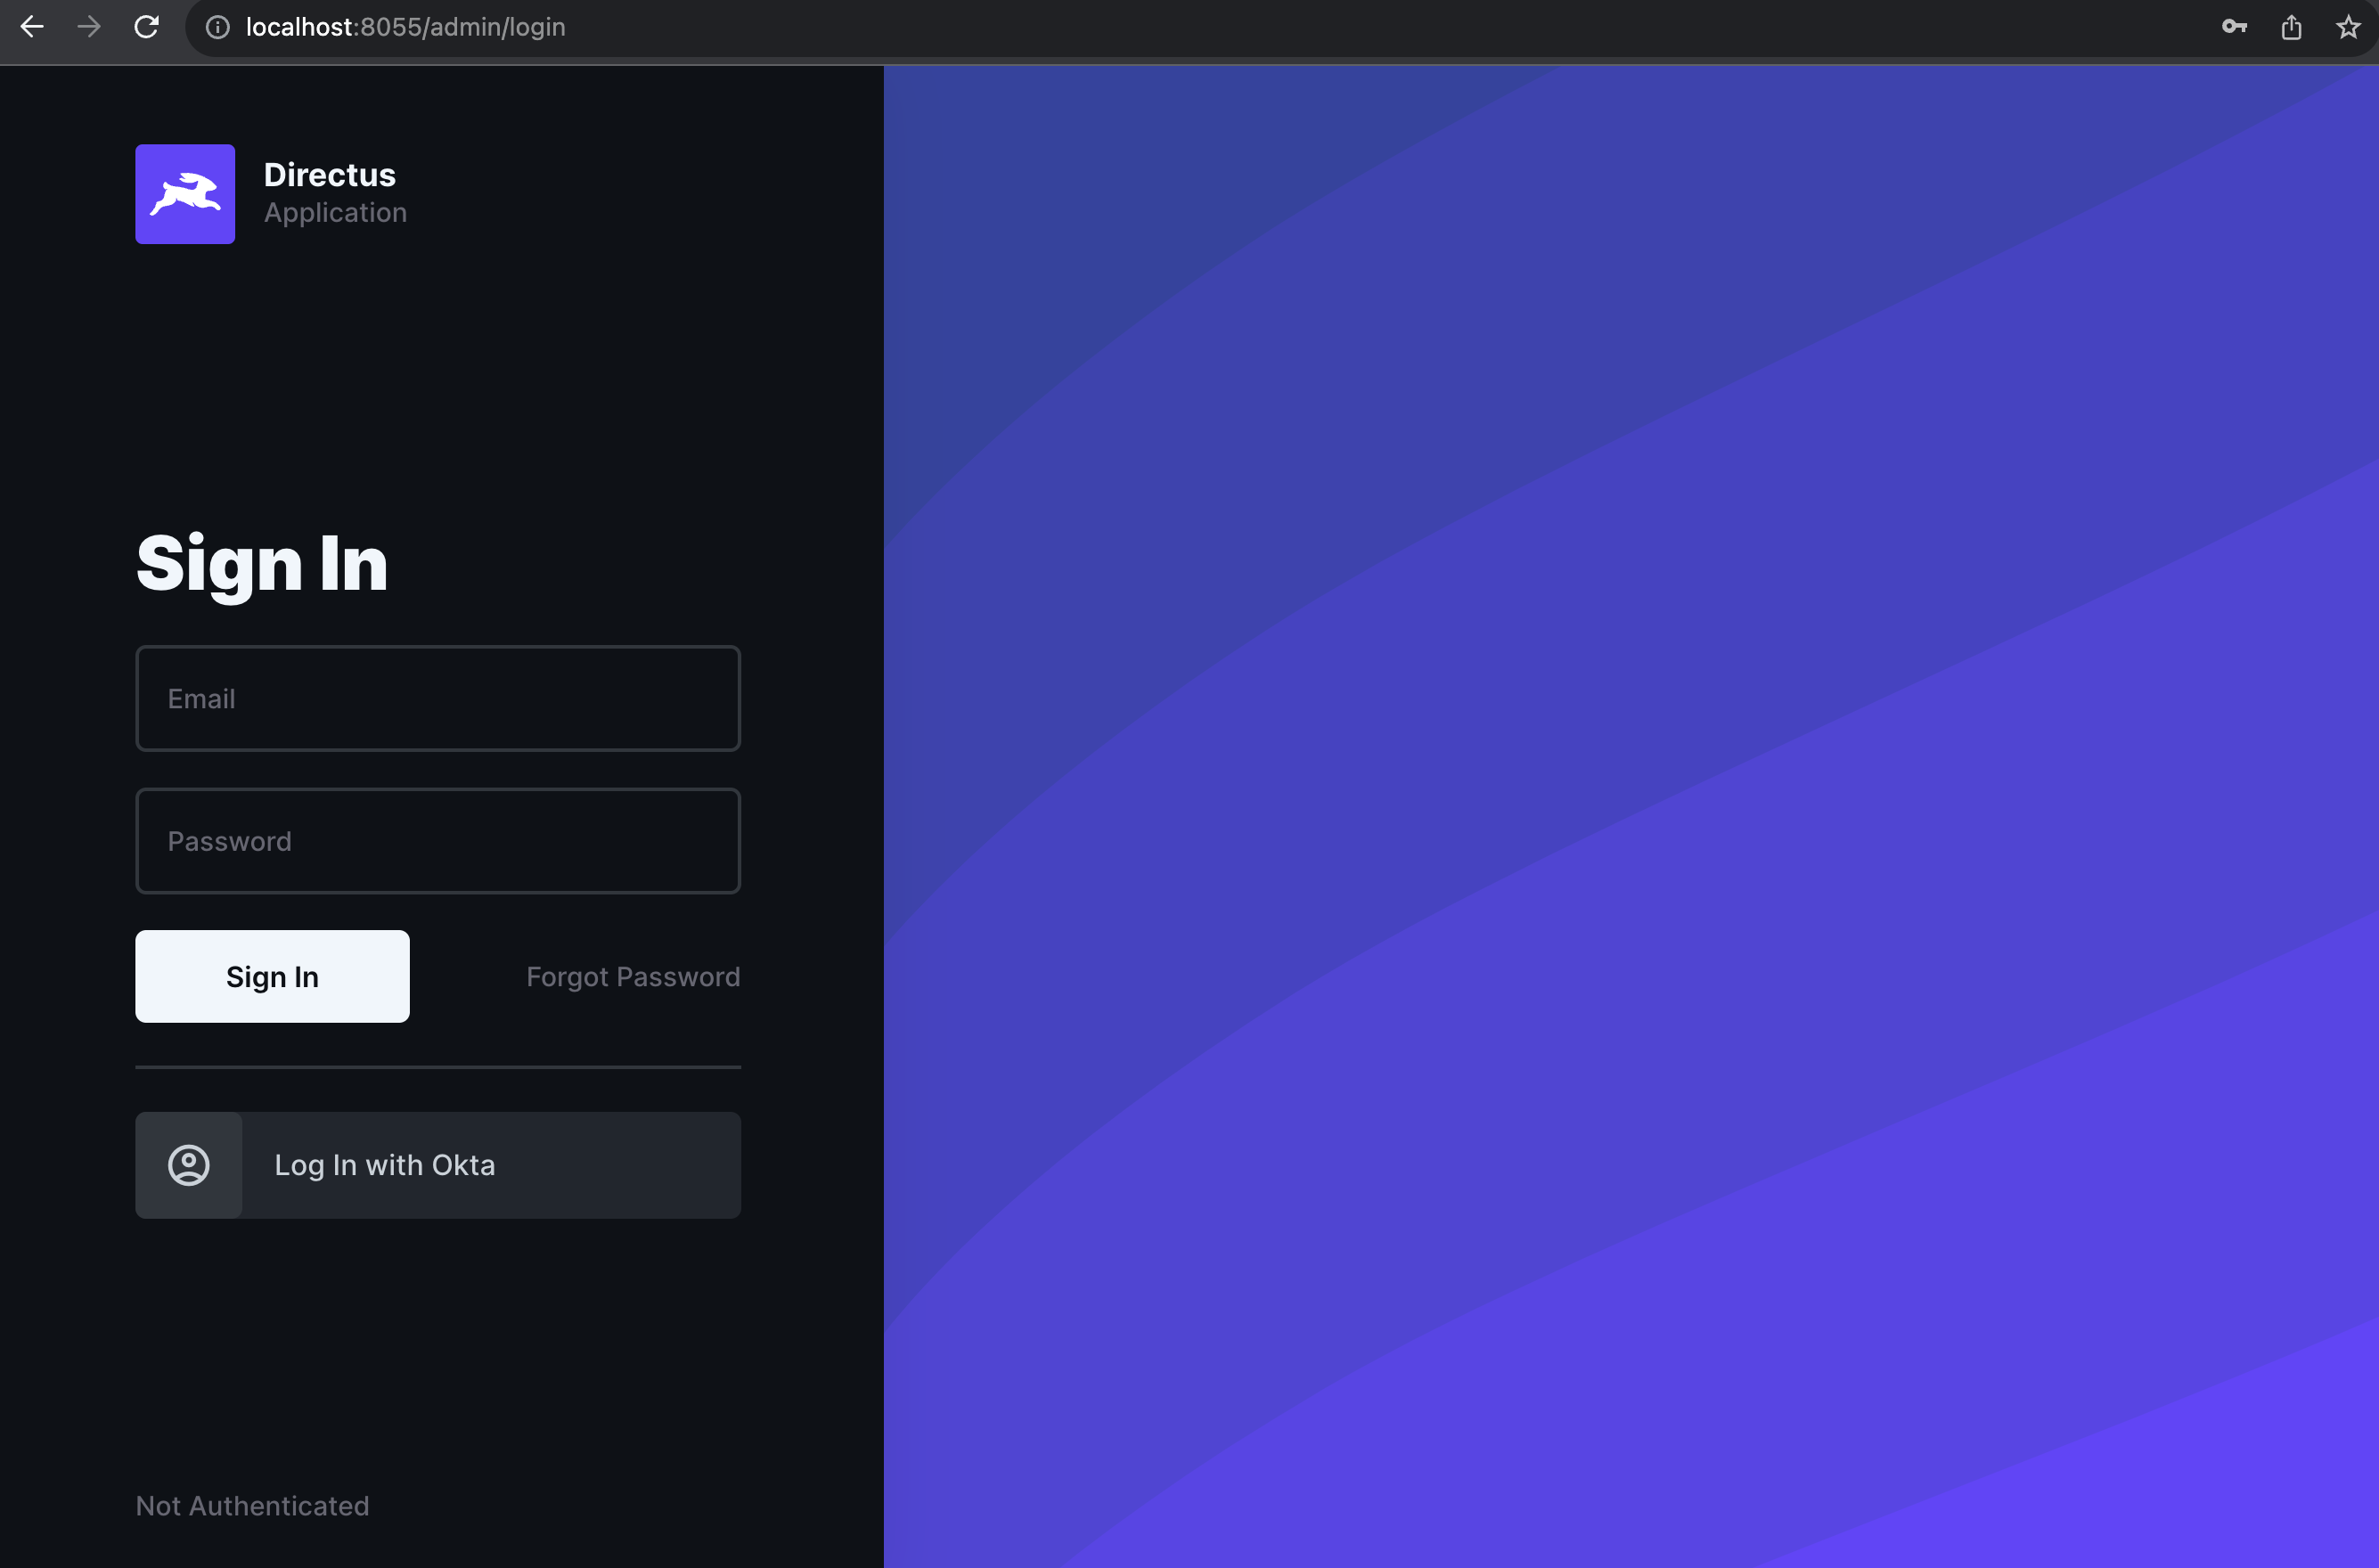 localhost:8055/admin/login
Directus
Application
Sign In
Email
Password
Sign In
Forgot Password
Log In with Okta
Not Authenticated